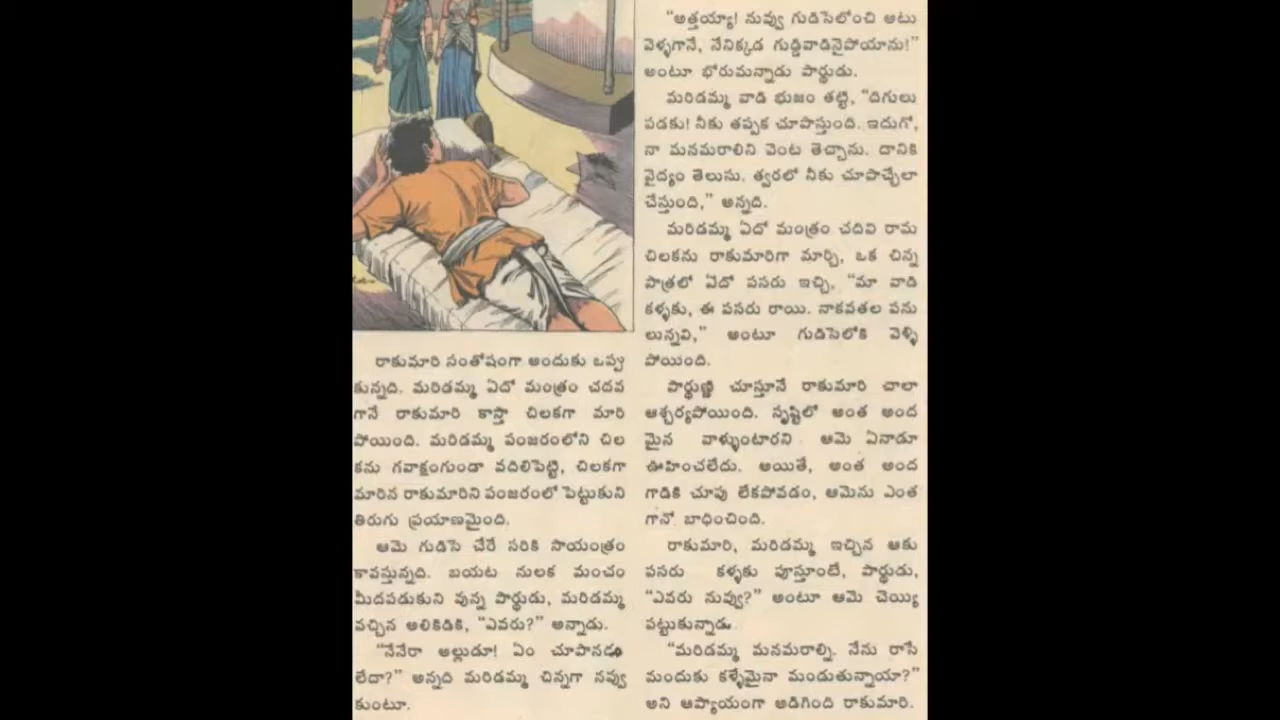 రాకుమారి సంతోషంగా అందుకు ఒప్పు
కున్నది. మరిడమ్మ ఏదో మంత్రం చదవ
గానే రాకుమారి కాస్తా చిలకగా మారి
పోయింది. మరిడమ్మ పంజరంలోని చిల
కను గవాక్షంగుండా వదిలిపెట్టి, చిలకగా
మారిన రాకుమారిని పంజరంలో పెట్టుకుని
తిరుగు ప్రయాణమైంది.
ఆమె గుడిసె చేరే సరికి సాయంత్రం
కావస్తున్నది. బయట నులక మంచం
మీదపడుకుని వున్న పార్థుడు, మరిడమ్మ
వచ్చిన అలికిడికి, “ఎవరు?” అన్నాడు.
“నేనేరా అల్లుడూ! ఏం చూపానడం
లేదా?” అన్నది మరిడమ్మ చిన్నగా నవ్వు
కుంటూ.
“అత్తయ్యా! నువ్వు గుడిసెలోంచి అటు
వెళ్ళగానే, నేనిక్కడ గుడ్డివాడినైపోయాను!”
అంటూ భోరుమన్నాడు పార్థుడు.
మరిడమ్మ వాడి భుజం తట్టి, “దిగులు
పడకు! నీకు తప్పక చూపొస్తుంది. ఇదుగో,
నా మనమరాలిని వెంట తెచ్చాను. దానికి
వైద్యం తెలుసు. త్వరలో నీకు చూపొచ్చేలా
చేస్తుంది,” అన్నది.
మరిడమ్మ ఏదో మంత్రం చదివి రామ
చిలకను రాకుమారిగా మార్చి, ఒక చిన్న
పాత్రలో ఏదో పసరు ఇచ్చి, “మా వాడి
కళ్ళకు, ఈ పసరు రాయి. నాకవతల పను
లున్నవి,” అంటూ గుడిసెలోకి వెళ్ళి
పోయింది.
పార్థుణ్ణి చూస్తూనే రాకుమారి చాలా
ఆశ్చర్యపోయింది. సృష్టిలో అంత అంద
మైన వాళ్ళుంటారని ఆమె ఏనాడూ
ఊహించలేదు. అయితే, అంత అంద
గాడికి చూపు లేకపోవడం, ఆమెను ఎంత
గానో బాధించింది.
రాకుమారి, మరిడమ్మ ఇచ్చిన ఆకు
పసరు కళ్ళకు పూస్తూంటే, పార్థుడు,
“ఎవరు నువ్వు?” అంటూ ఆమె చెయ్యి
పట్టుకున్నాడు.
“మరిడమ్మ మనమరాల్ని. నేను రాసే
మందుకు కళ్ళేమైనా మండుతున్నాయా?”
అని ఆప్యాయంగా అడిగింది రాకుమారి.